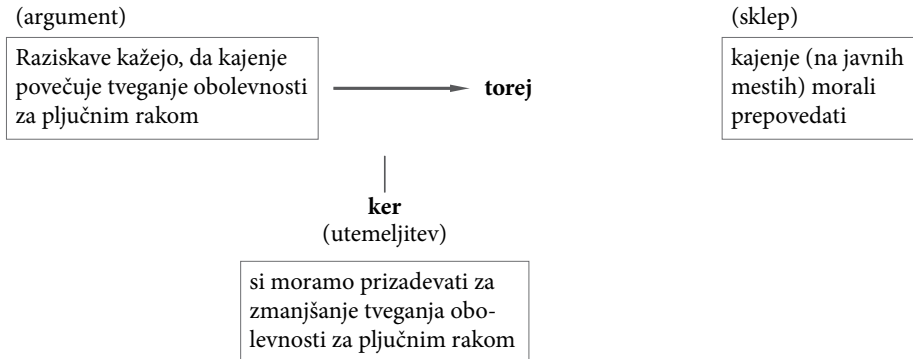 (argument)
Raziskave kažejo, da kajenje
povečuje tveganje obolevnosti
za pljučnim rakom
torej
(sklep)
kajenje (na javnih
mestih) morali
prepovedati
ker
(utemeljitev)
si moramo prizadevati za
zmanjšanje tveganja obo-
levnosti za pljučnim rakom